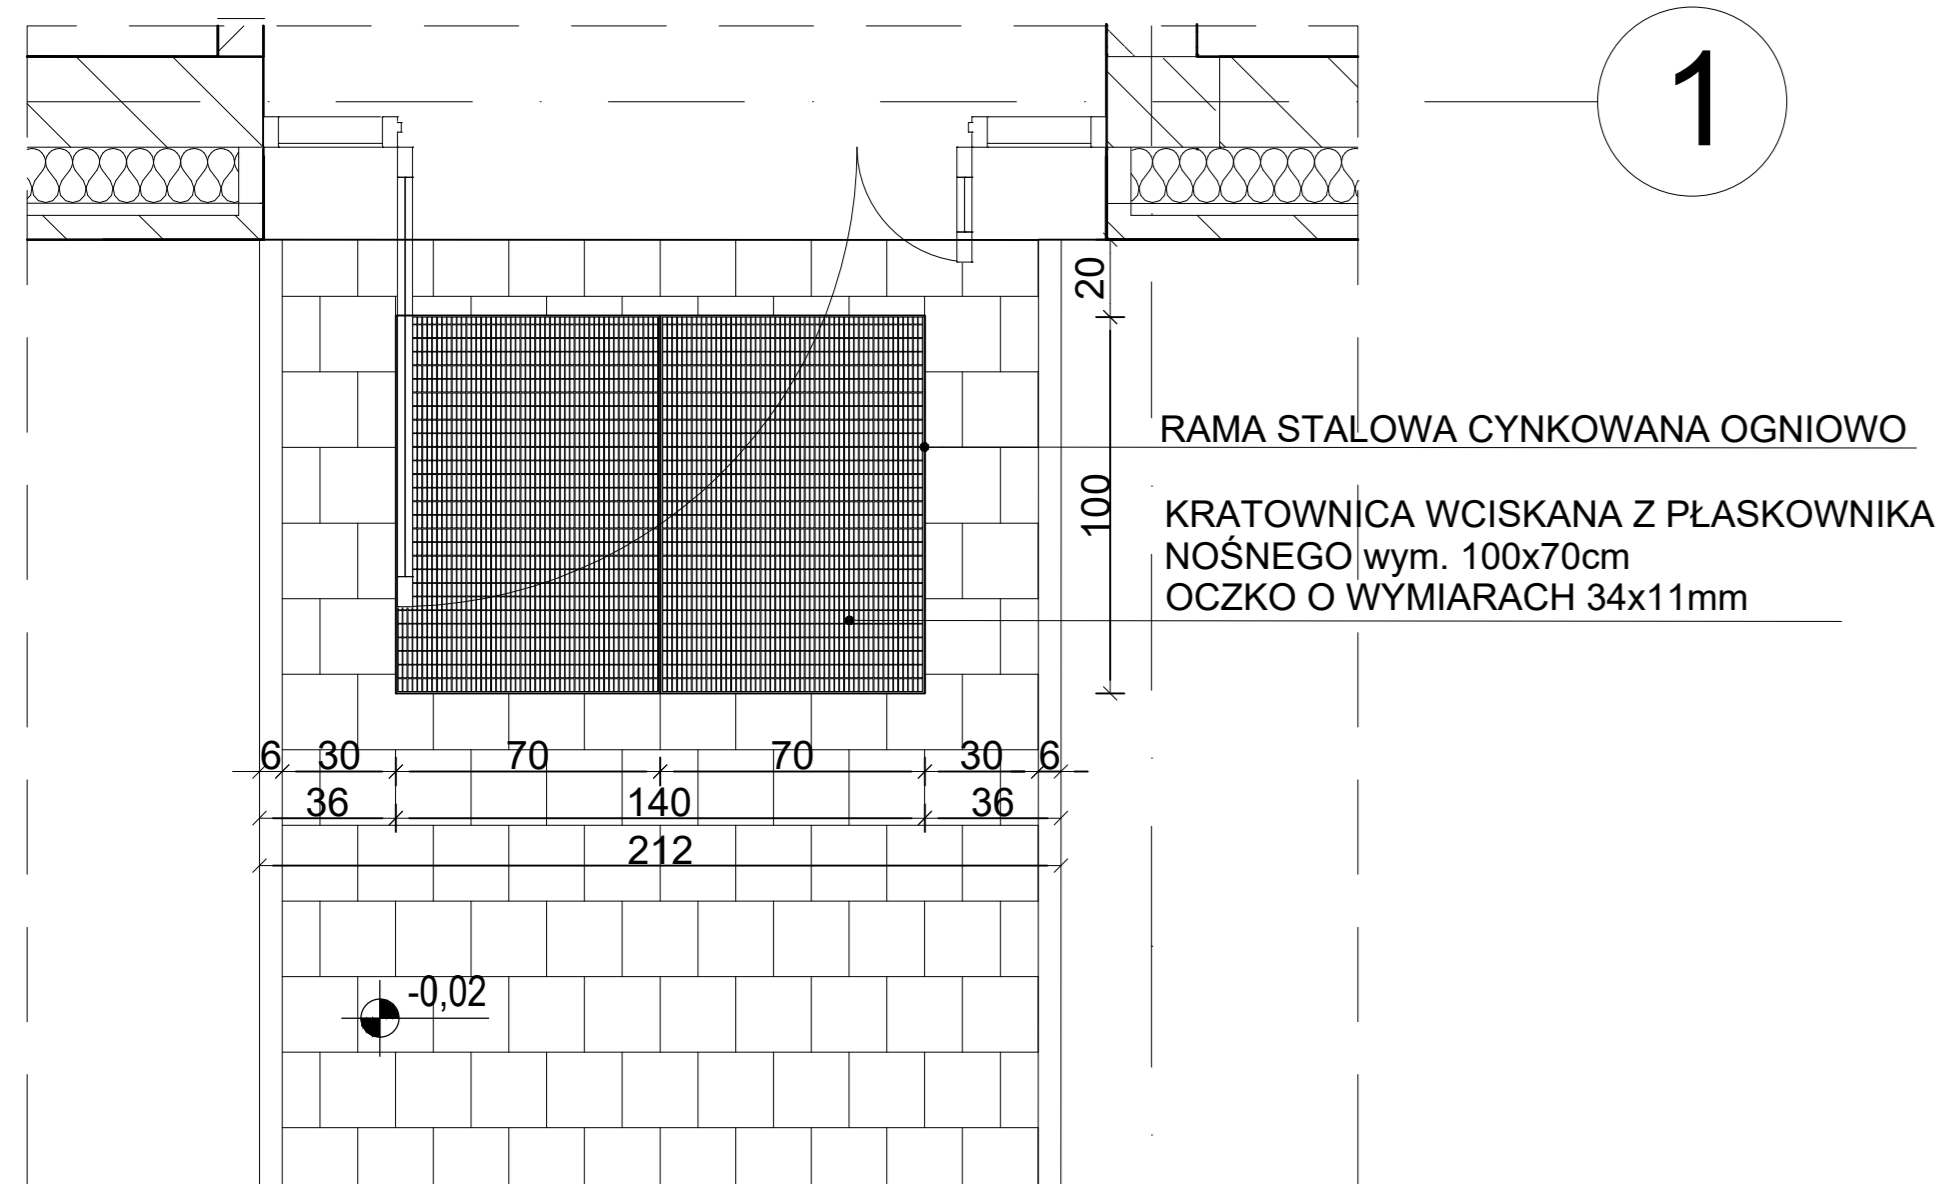 1
20
RAMA STALOWA CYNKOWANA OGNIOWO
100
KRATOWNICA WCISKANA Z PŁASKOWNIKA
NOŚNEGO wym. 100x70cm
OCZKO O WYMIARACH 34x11mm
6 30 70 70 30 6
36 140 36
212
-0,02